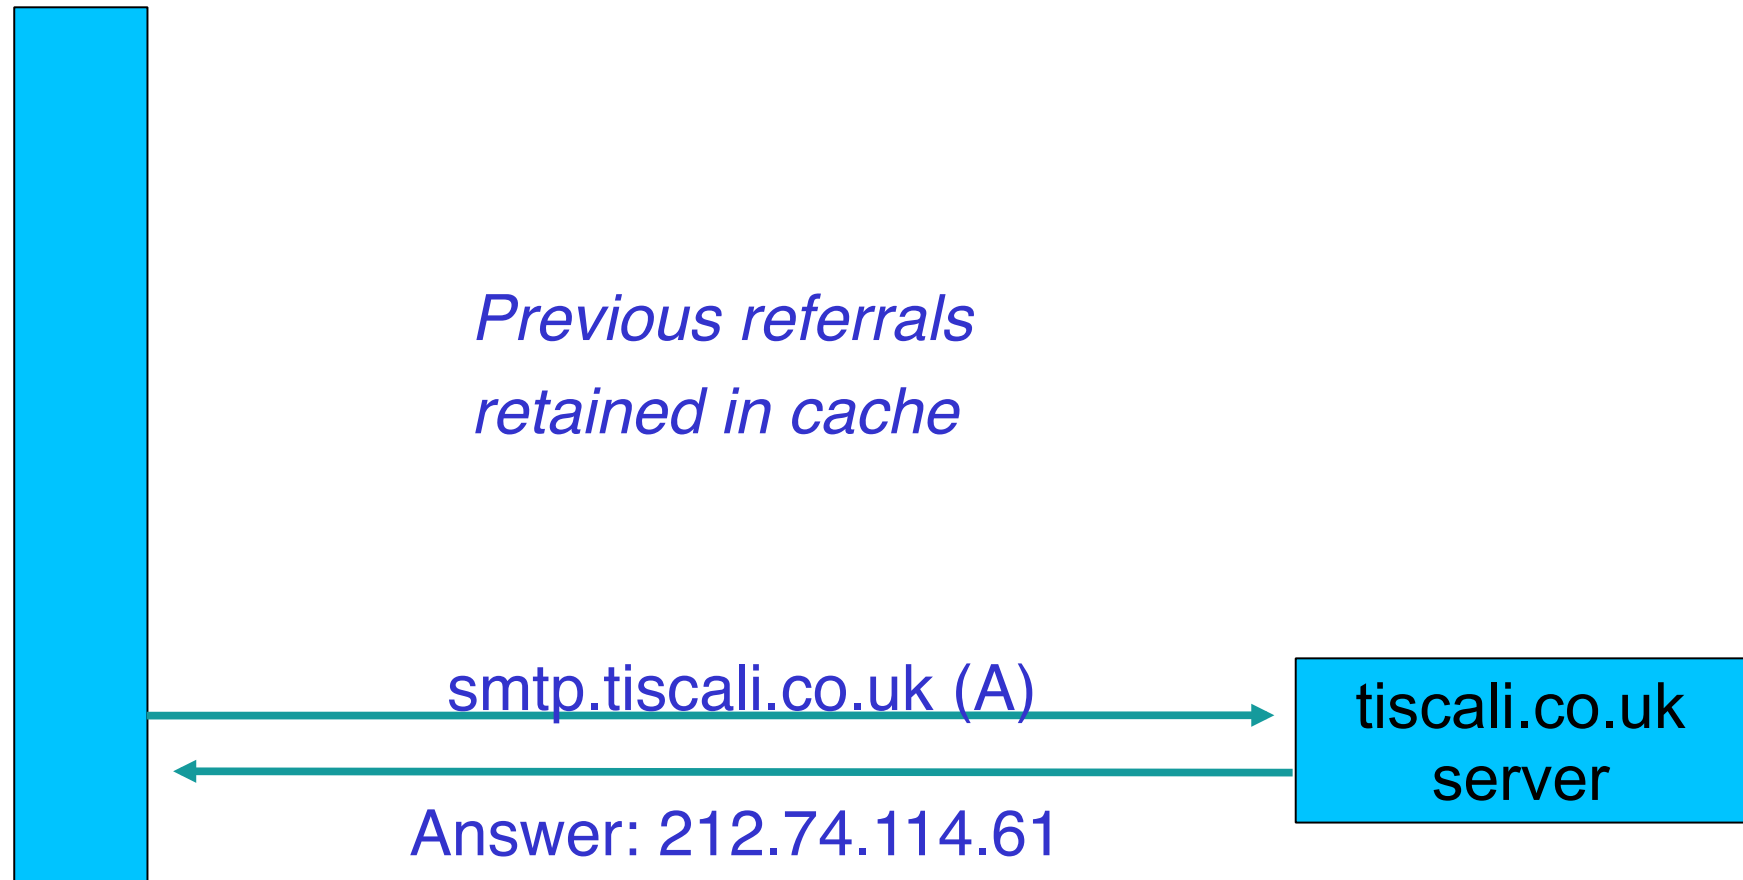 Previous referrals
retained in cache
smtp.tiscali.co.uk (A)
tiscali.co.uk
server
Answer: 212.74.114.61